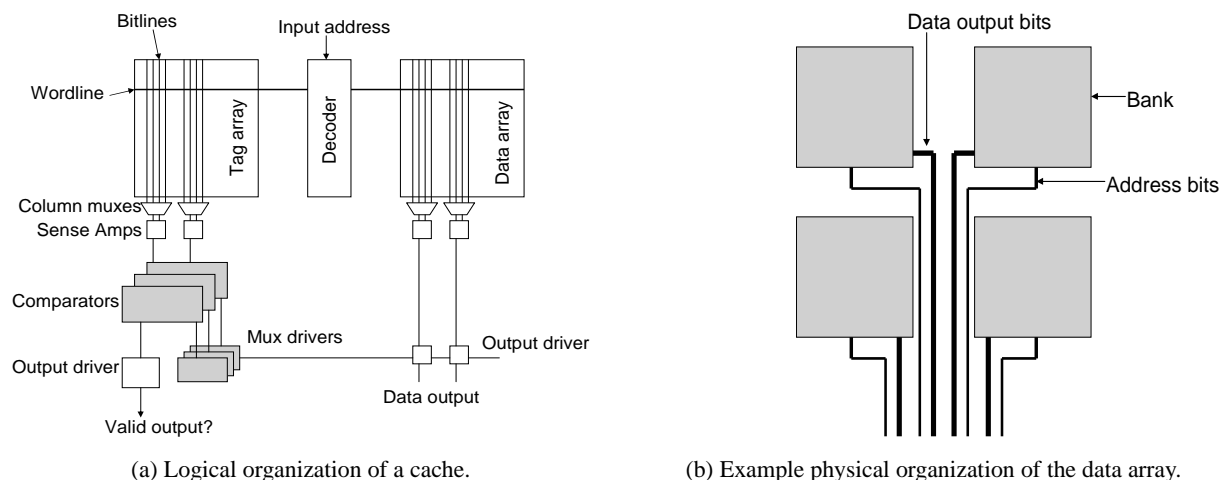 Bitlines
Input address
Wordline
Tag array
Decoder
Data array
Column muxes
Sense Amps
Comparators
Mux drivers
Output driver
Output driver
Data output
Valid output?
(a) Logical organization of a cache.
Data output bits
Bank
Address bits
(b) Example physical organization of the data array.